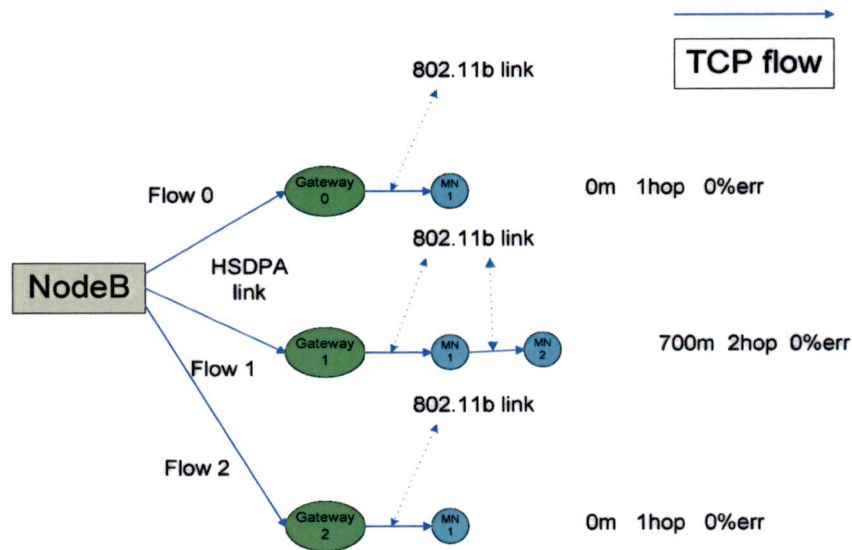 TCP flow
802.11b link
Flow 0
Gateway
0
MN
1
0m 1hop 0%err
802.11b link
HSDPA
link
NodeB
Gateway
1
MN
1
MN
2
700m 2hop 0%err
Flow 1
802.11b link
Flow 2
Gateway
2
MN
1
0m 1hop 0%err